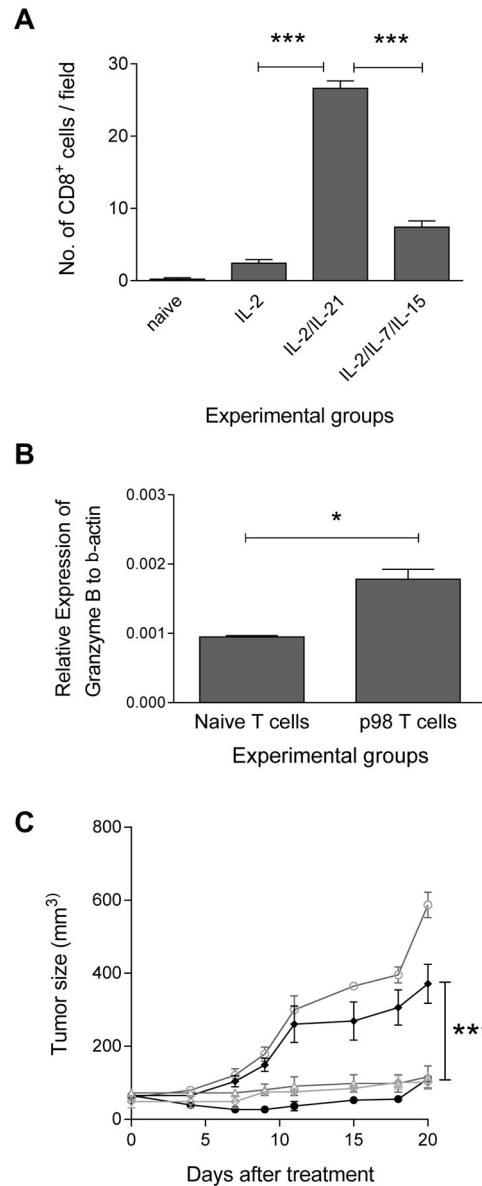 A
*** ***
No. of CD8+ cells / field
30
20
10
0
naive
IL-2
IL-2/IL-21
IL-2/IL-7/IL-15
Experimental groups
B
Relative Expression of
Granzyme B to b-actin
0.003
0.002
0.001
0.000
*
Naive T cells p98 T cells
Experimental groups
C
Tumor size (mm3)
800
600
400
200
0
***
0 5 10 15 20
Days after treatment